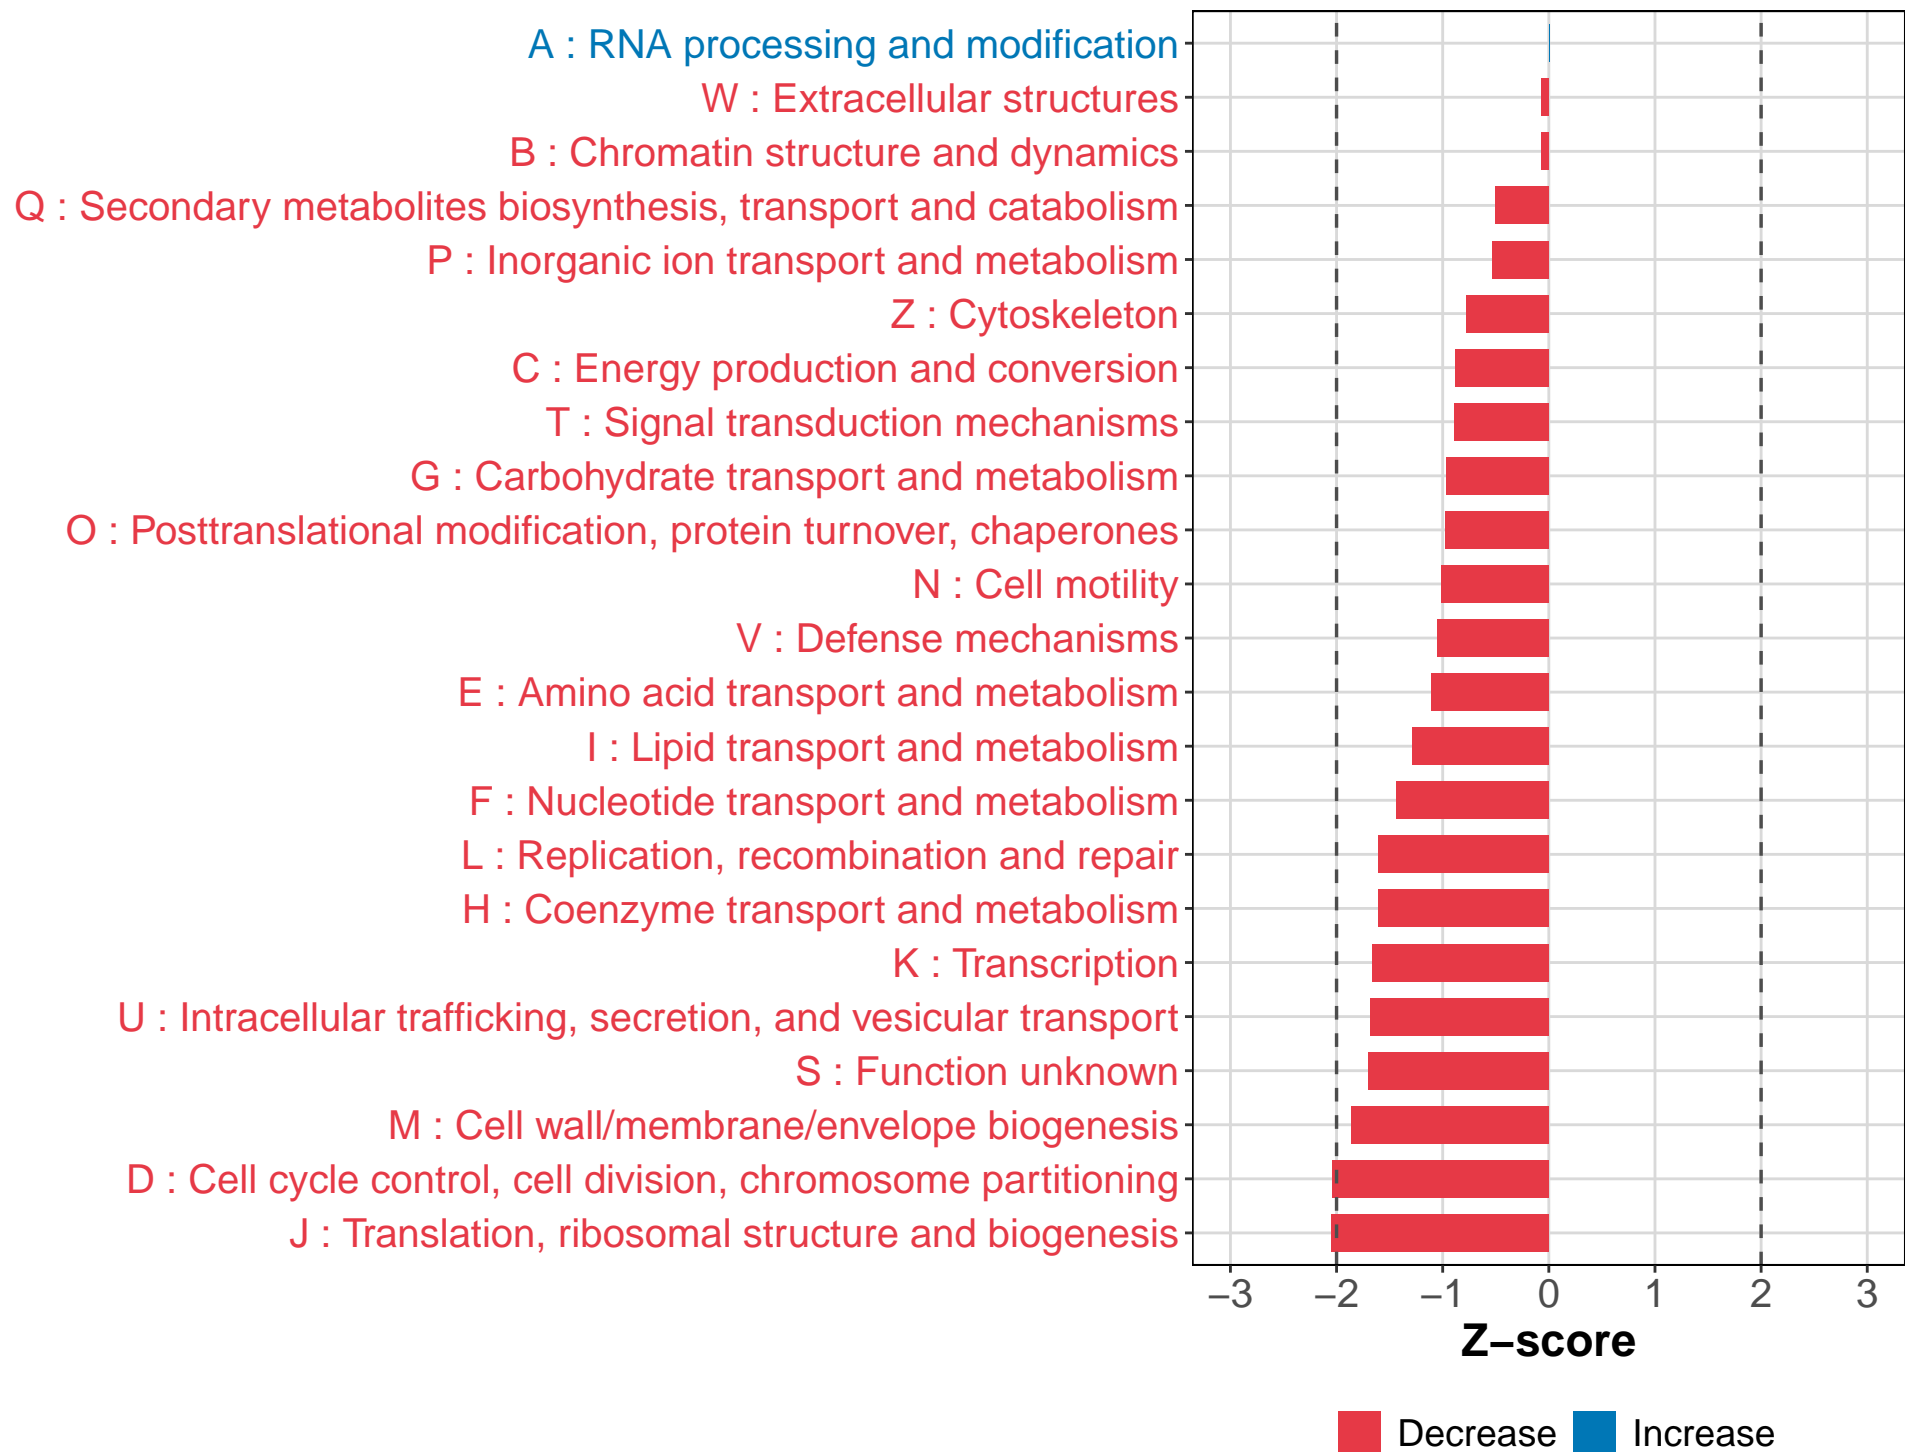 A : RNA processing and modification
W : Extracellular structures
B : Chromatin structure and dynamics
Q : Secondary metabolites biosynthesis, transport and catabolism
P : Inorganic ion transport and metabolism
Z : Cytoskeleton
C : Energy production and conversion
T : Signal transduction mechanisms
G : Carbohydrate transport and metabolism
O : Posttranslational modification, protein turnover, chaperones
N : Cell motility
V : Defense mechanisms
E : Amino acid transport and metabolism
I : Lipid transport and metabolism
F : Nucleotide transport and metabolism
L : Replication, recombination and repair
H : Coenzyme transport and metabolism
K : Transcription
U : Intracellular trafficking, secretion, and vesicular transport
S : Function unknown
M : Cell wall/membrane/envelope biogenesis
D : Cell cycle control, cell division, chromosome partitioning
J : Translation, ribosomal structure and biogenesis
−3 −2 −1 0 1 2 3
Z−score
Decrease Increase